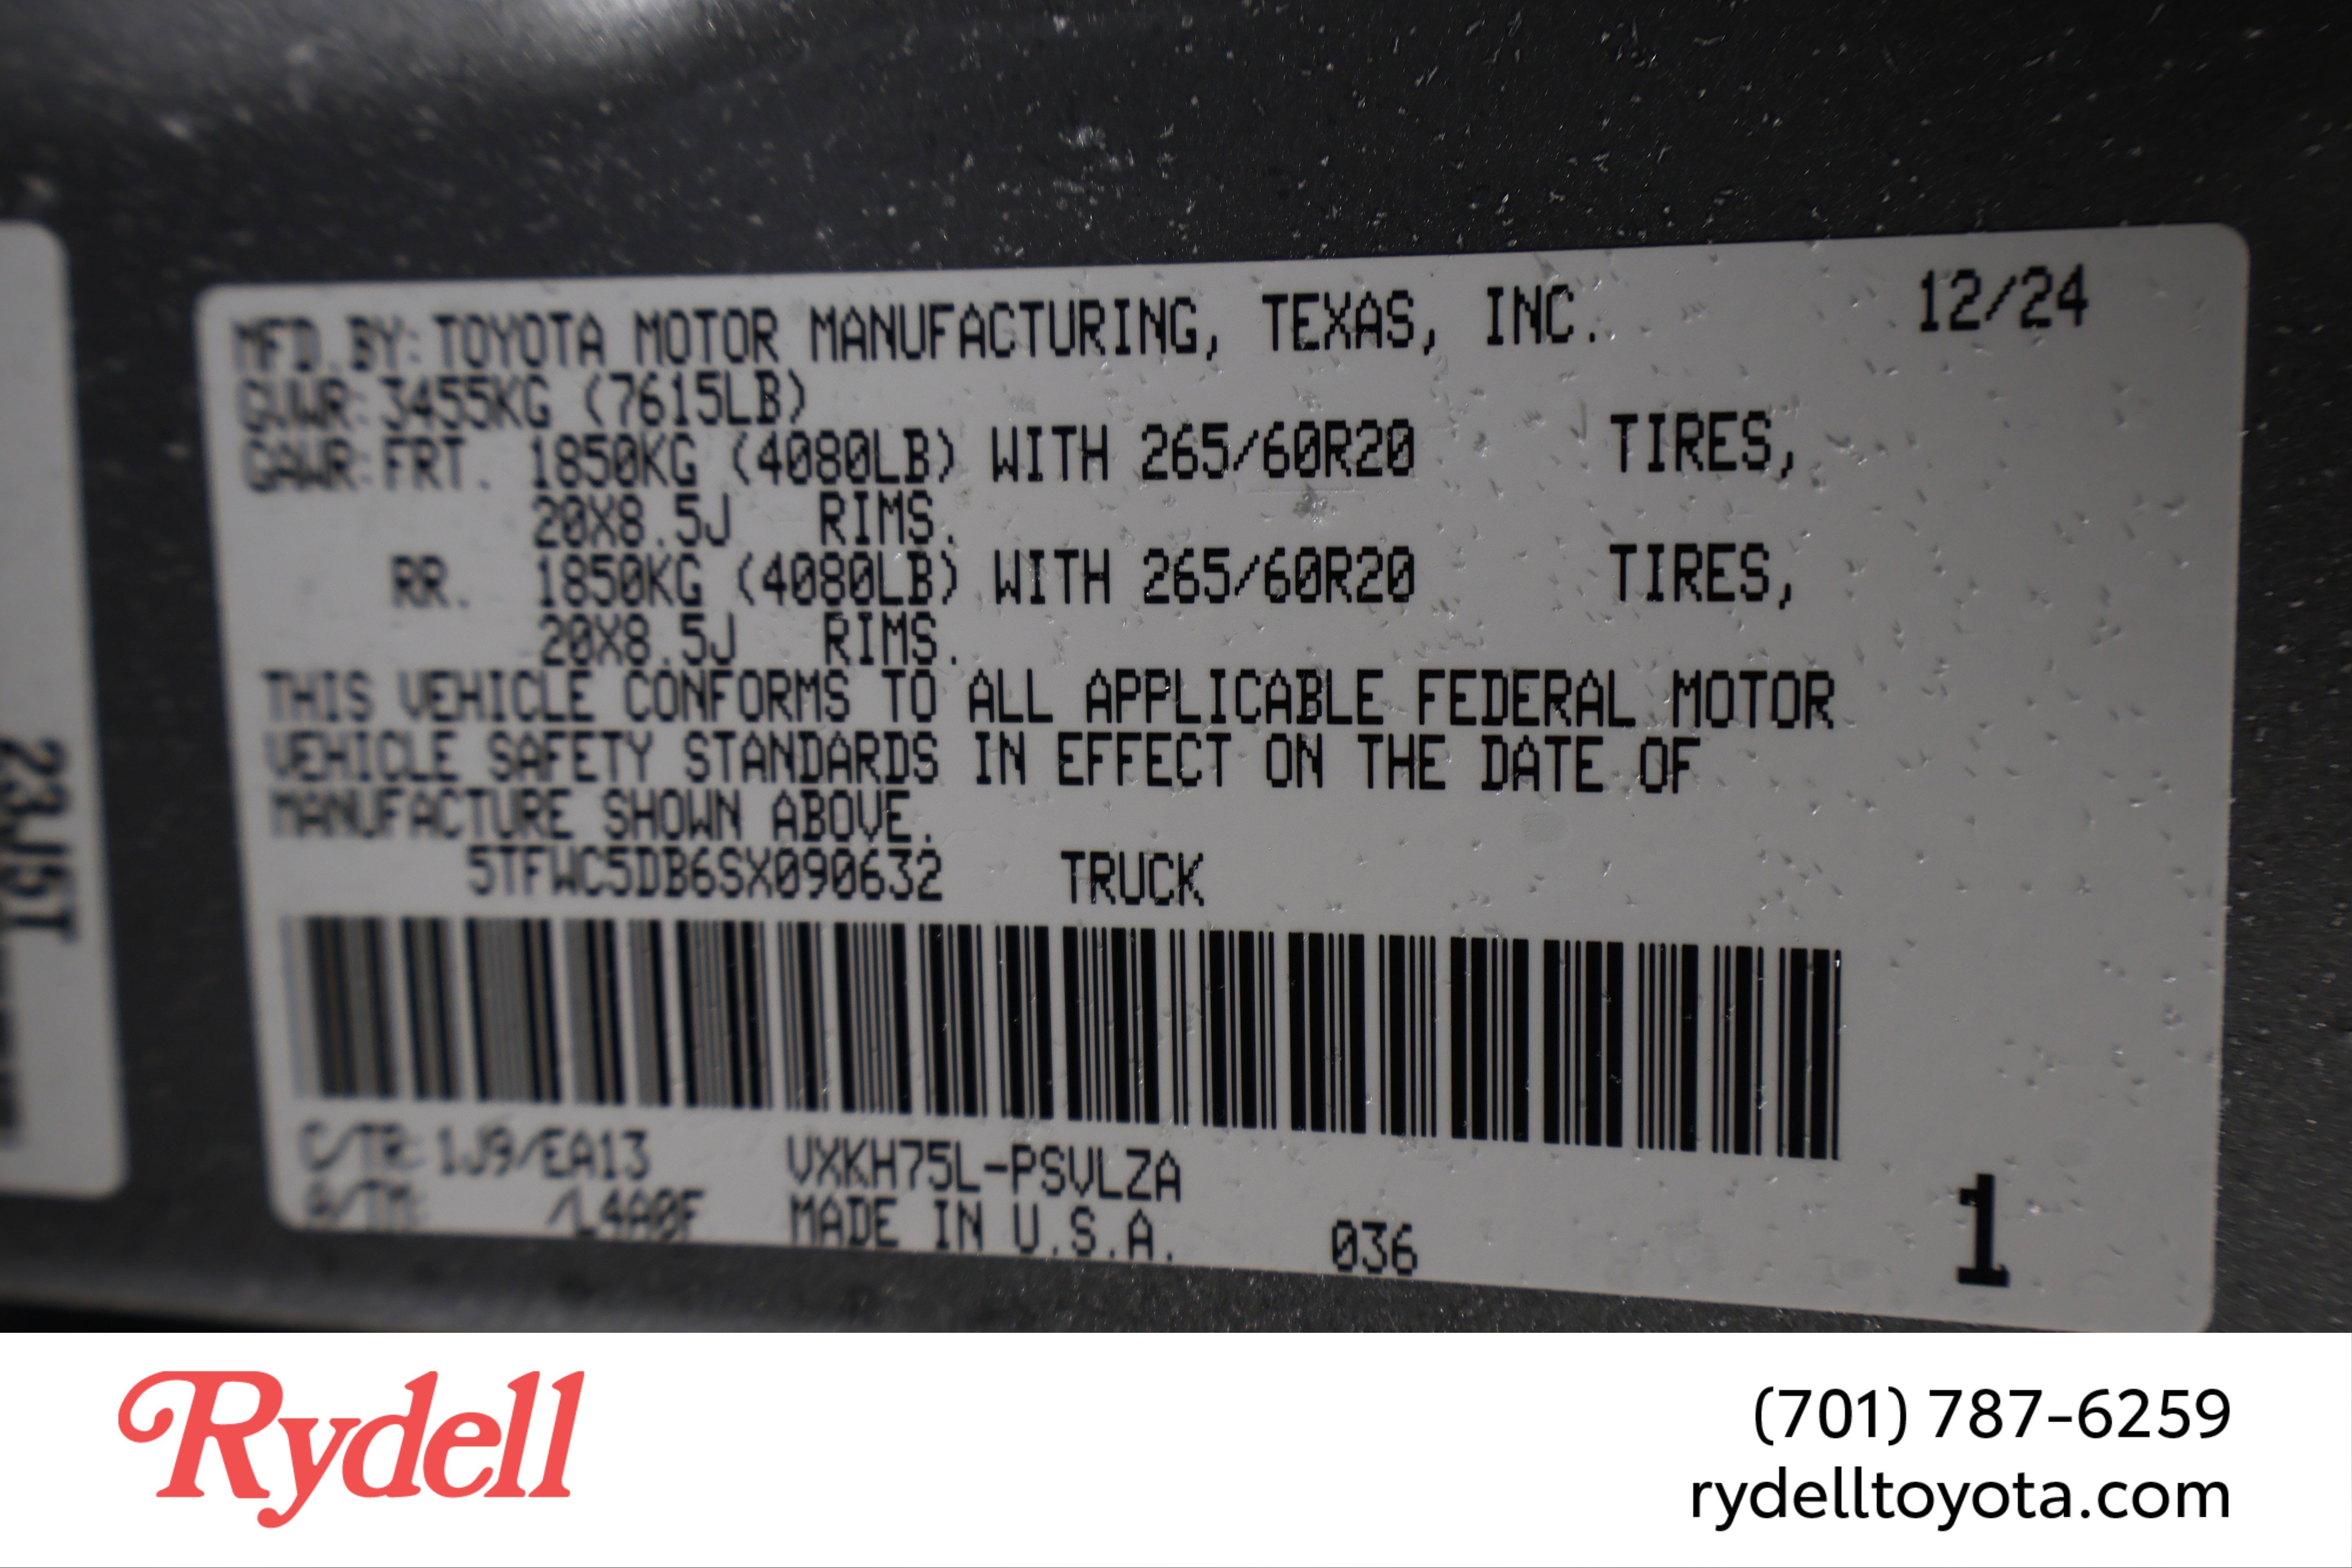 MFD.BY: TOYOTA MOTOR MANUFACTURING, TEXAS, INC. 12/24
GVWR: 3455KG (7615LB)
GAWR: FRT. 1850KG (4080LB) WITH 265/60R20 TIRES,
20X8.5J RIMS.
RR. 1850KG (4080LB) WITH 265/60R20 TIRES,
20X8.5J RIMS.
THIS VEHICLE CONFORMS TO ALL APPLICABLE FEDERAL MOTOR
VEHICLE SAFETY STANDARDS IN EFFECT ON THE DATE OF
MANUFACTURE SHOWN ABOVE.
5TFWC5DB6SX090632 TRUCK
C/TR: 1J9/EA13 VXKH75L-PSVLZA
A/TM: /L4A0F MADE IN U.S.A. 036 1
23J5T
Rydell
(701) 787-6259
rydelltoyota.com